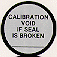 CALIBRATION
VOID
IF SEAL
IS BROKEN